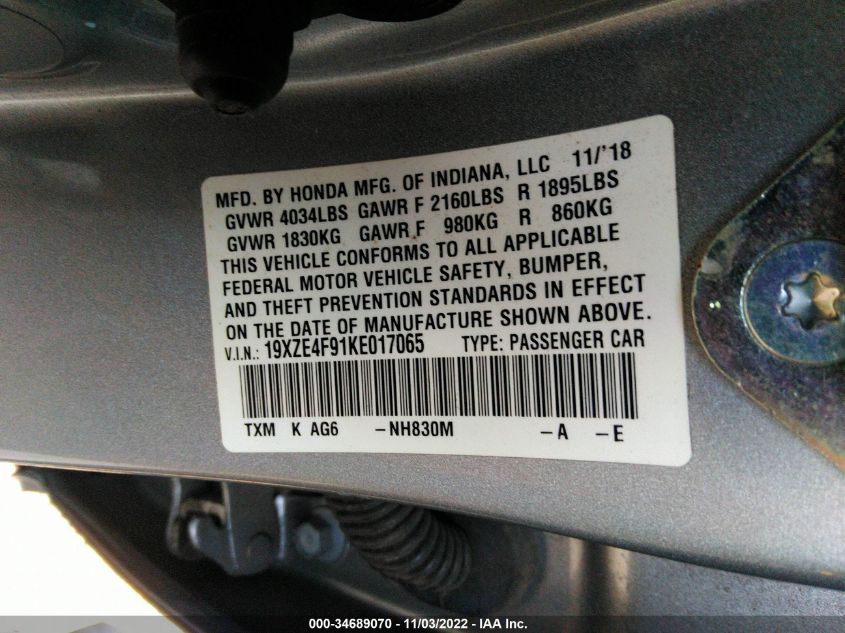 MFD. BY HONDA MFG. OF INDIANA, LLC 11/'18
GVWR 4034LBS GAWR F 2160LBS R 1895LBS
GVWR 1830KG GAWR F 980KG R 860KG
THIS VEHICLE CONFORMS TO ALL APPLICABLE
FEDERAL MOTOR VEHICLE SAFETY, BUMPER,
AND THEFT PREVENTION STANDARDS IN EFFECT
ON THE DATE OF MANUFACTURE SHOWN ABOVE.
V.I.N.: 19XZE4F91KE017065 TYPE: PASSENGER CAR
TXM K AG6 -NH830M -A -E
000-34689070 - 11/03/2022 - IAA Inc.